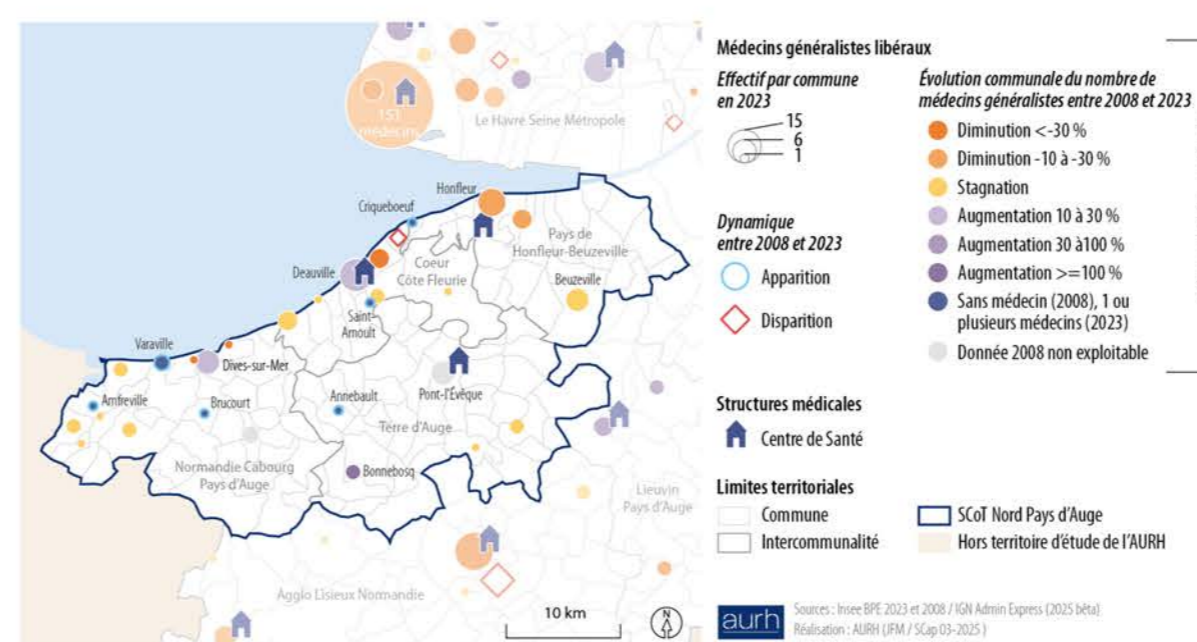 151
médecins
Le Havre Seine Métropole
Honfleur
Criqueboeuf
Pays de
Honfleur-Beuzeville
Deauville
Coeur
Côte Fleurie
Beuzeville
Saint-
Arnoult
Varaville
Dives-sur-Mer
Amfreville
Brucourt
Annebault
Pont-l'Évêque
Terre d'Auge
Normandie Cabourg
Pays d'Auge
Bonnebosq
Lieuvin
Pays d'Auge
Agglo Lisieux Normandie
10 km
N
Médecins généralistes libéraux
Effectif par commune
en 2023
15
6
1
Dynamique
entre 2008 et 2023
Apparition
Disparition
Évolution communale du nombre de
médecins généralistes entre 2008 et 2023
Diminution <-30 %
Diminution -10 à -30 %
Stagnation
Augmentation 10 à 30 %
Augmentation 30 à100 %
Augmentation >=100 %
Sans médecin (2008), 1 ou
plusieurs médecins (2023)
Donnée 2008 non exploitable
Structures médicales
Centre de Santé
Limites territoriales
Commune
Intercommunalité
SCoT Nord Pays d'Auge
Hors territoire d'étude de l'AURH
aurh
Sources : Insee BPE 2023 et 2008 / IGN Admin Express (2025 bêta)
Réalisation : AURH (JFM / SCap 03-2025 )